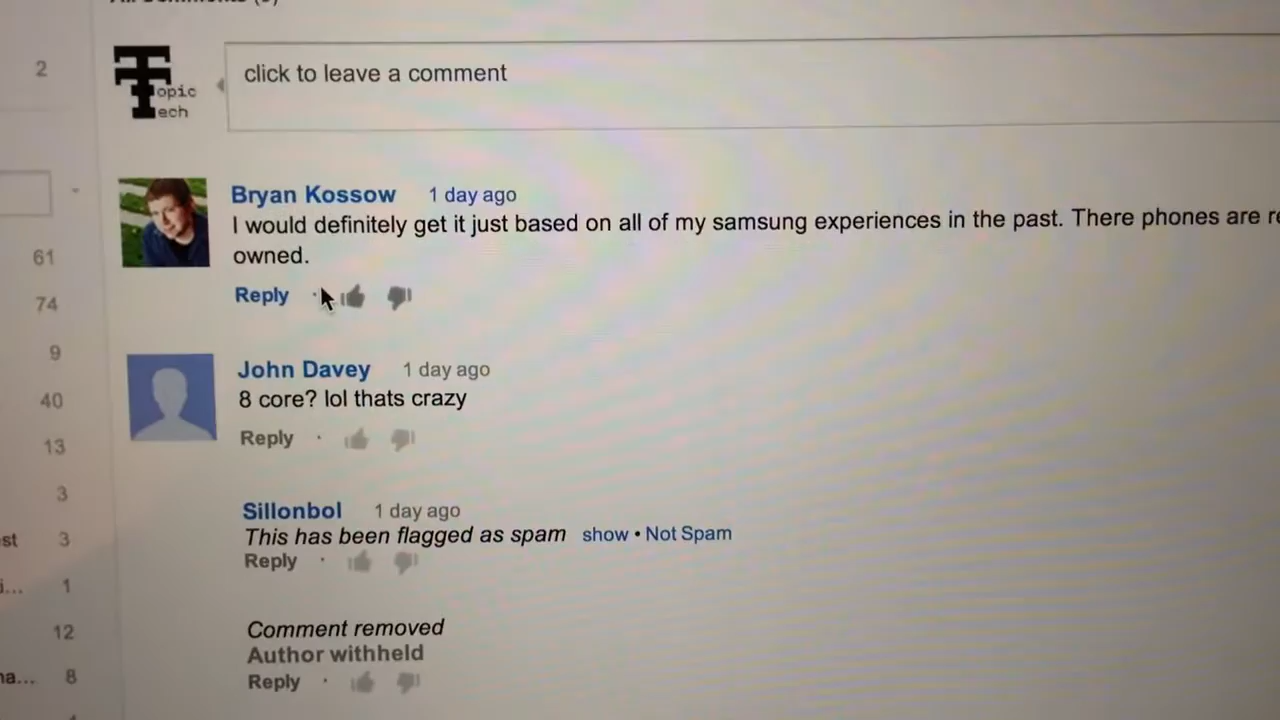 2
Topic
Tech
click to leave a comment
Bryan Kossow 1 day ago
I would definitely get it just based on all of my samsung experiences in the past. There phones are
61
owned.
Reply
74
9
John Davey 1 day ago
40
8 core? lol thats crazy
13
Reply
3
Sillonbol 1 day ago
st 3
This has been flagged as spam show • Not Spam
Reply
i... 1
12
Comment removed
Author withheld
a... 8
Reply